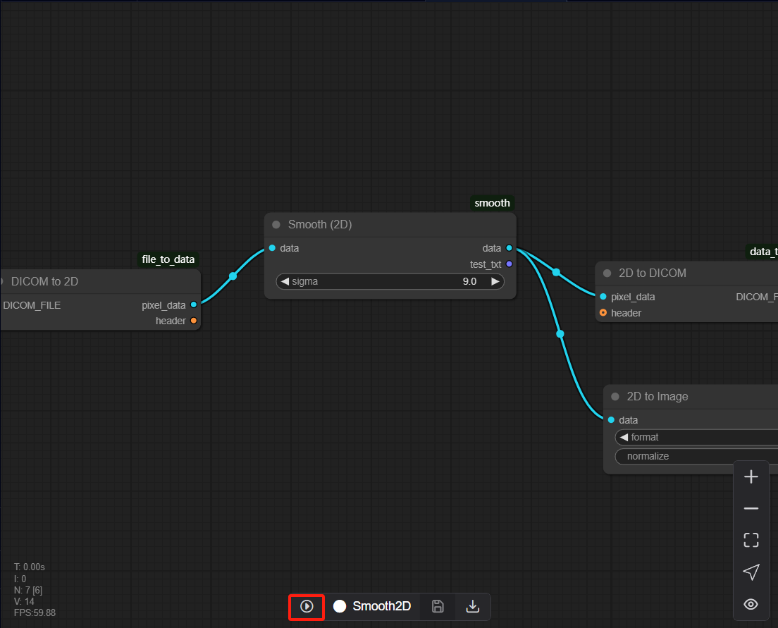 smooth
Smooth (2D)
data data
test_txt
sigma 9.0
file_to_data
DICOM to 2D
DICOM_FILE pixel_data
header
data_t
2D to DICOM
pixel_data DICOM_F
header
2D to Image
data
format
normalize
T: 0.00s
I: 0
N: 7 [6]
V: 14
FPS:59.88
Smooth2D